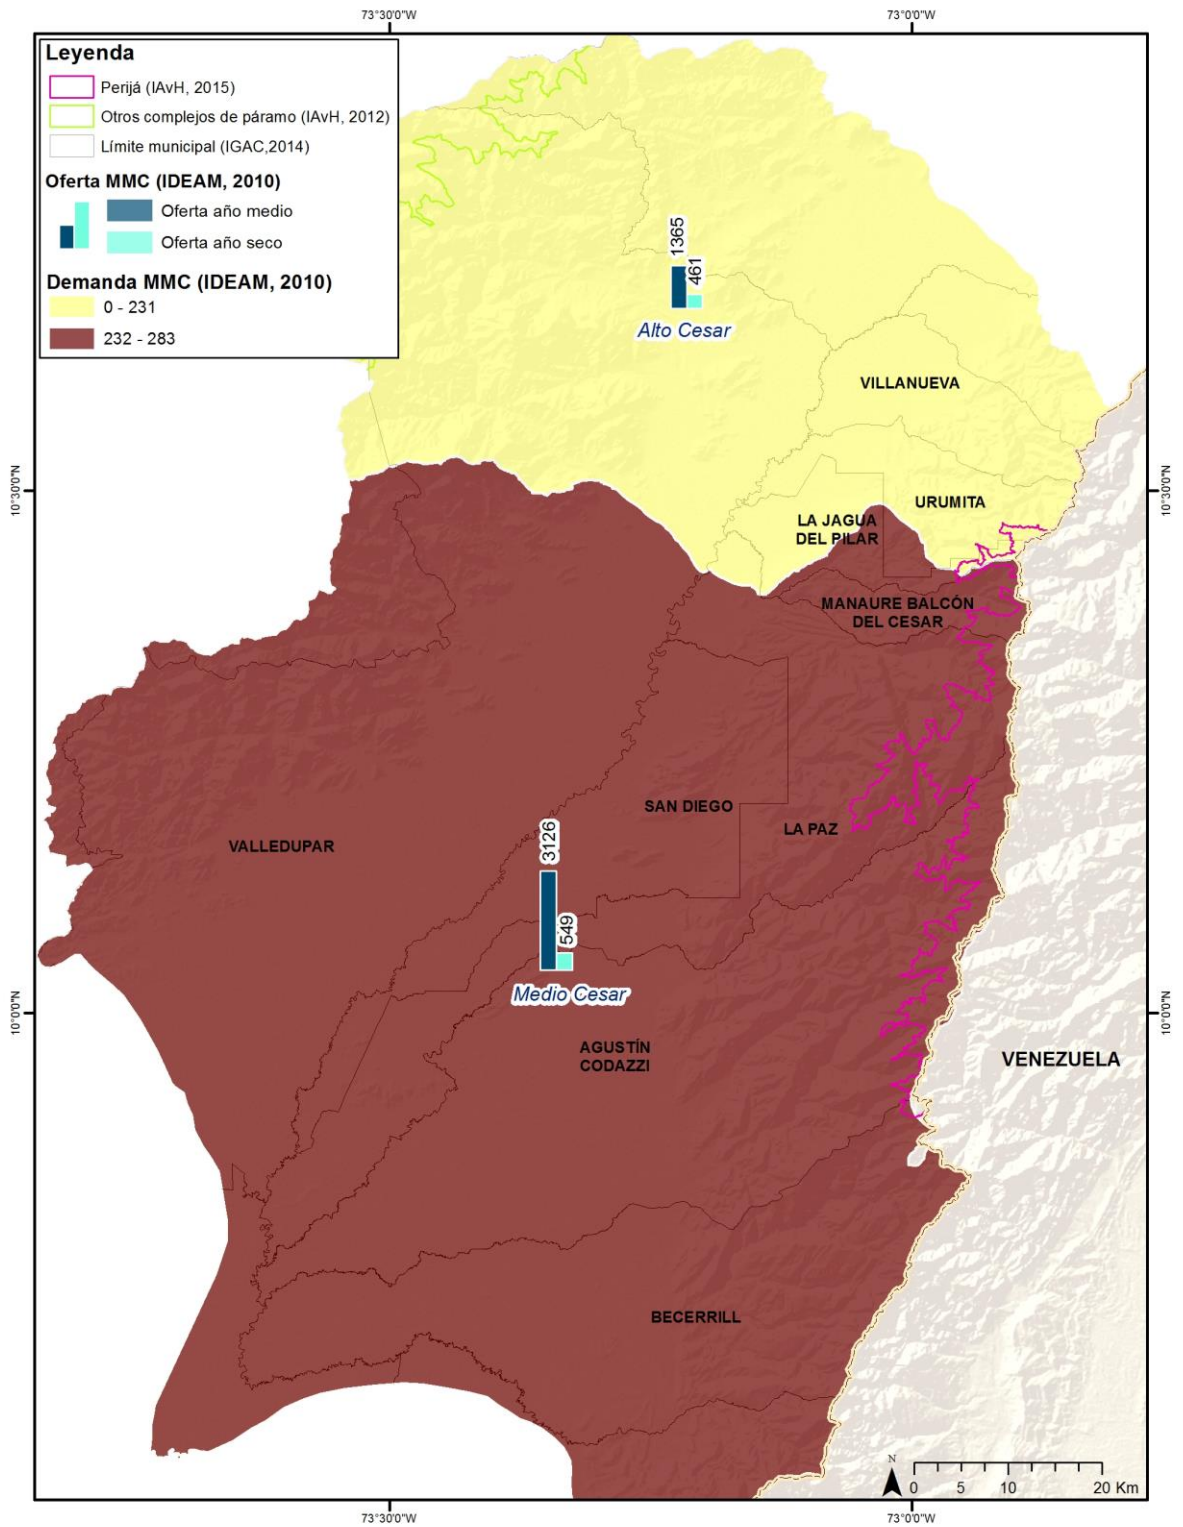 73°30'0"W
73°0'0"W
Leyenda
Perijá (IAvH, 2015)
Otros complejos de páramo (IAvH, 2012)
Límite municipal (IGAC,2014)
Oferta MMC (IDEAM, 2010)
Oferta año medio
Oferta año seco
Demanda MMC (IDEAM, 2010)
0 - 231
232 - 283
1365
461
Alto Cesar
VILLANUEVA
10°30'0"N
10°30'0"N
URUMITA
LA JAGUA
DEL PILAR
MANAURE BALCÓN
DEL CESAR
SAN DIEGO
LA PAZ
VALLEDUPAR
3126
549
Medio Cesar
10°0'0"N
10°0'0"N
AGUSTÍN
CODAZZI
VENEZUELA
BECERRILL
N
0
5
10
20 Km
73°30'0"W
73°0'0"W